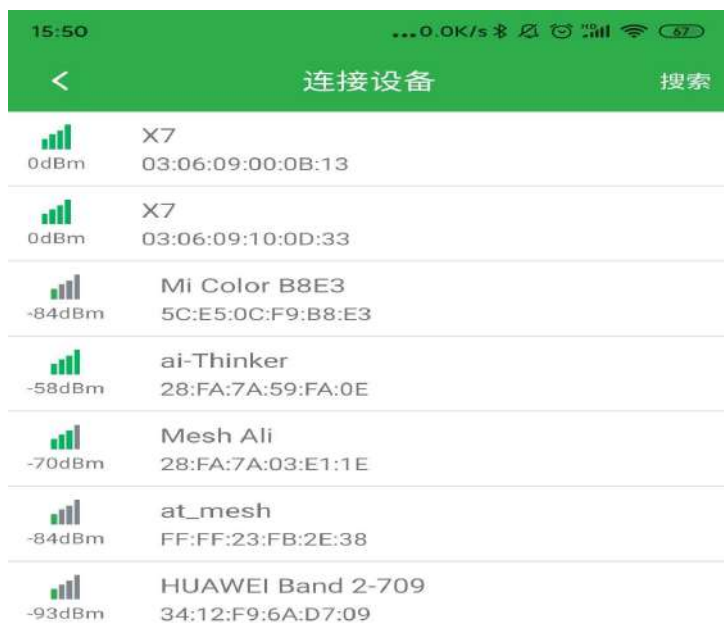 15:50
...0.0K/s HD 67
连接设备
搜索
X7
0dBm
03:06:09:00:0B:13
X7
0dBm
03:06:09:10:0D:33
Mi Color B8E3
-84dBm
5C:E5:0C:F9:B8:E3
ai-Thinker
-58dBm
28:FA:7A:59:FA:0E
Mesh Ali
-70dBm
28:FA:7A:03:E1:1E
at_mesh
-84dBm
FF:FF:23:FB:2E:38
HUAWEI Band 2-709
-93dBm
34:12:F9:6A:D7:09